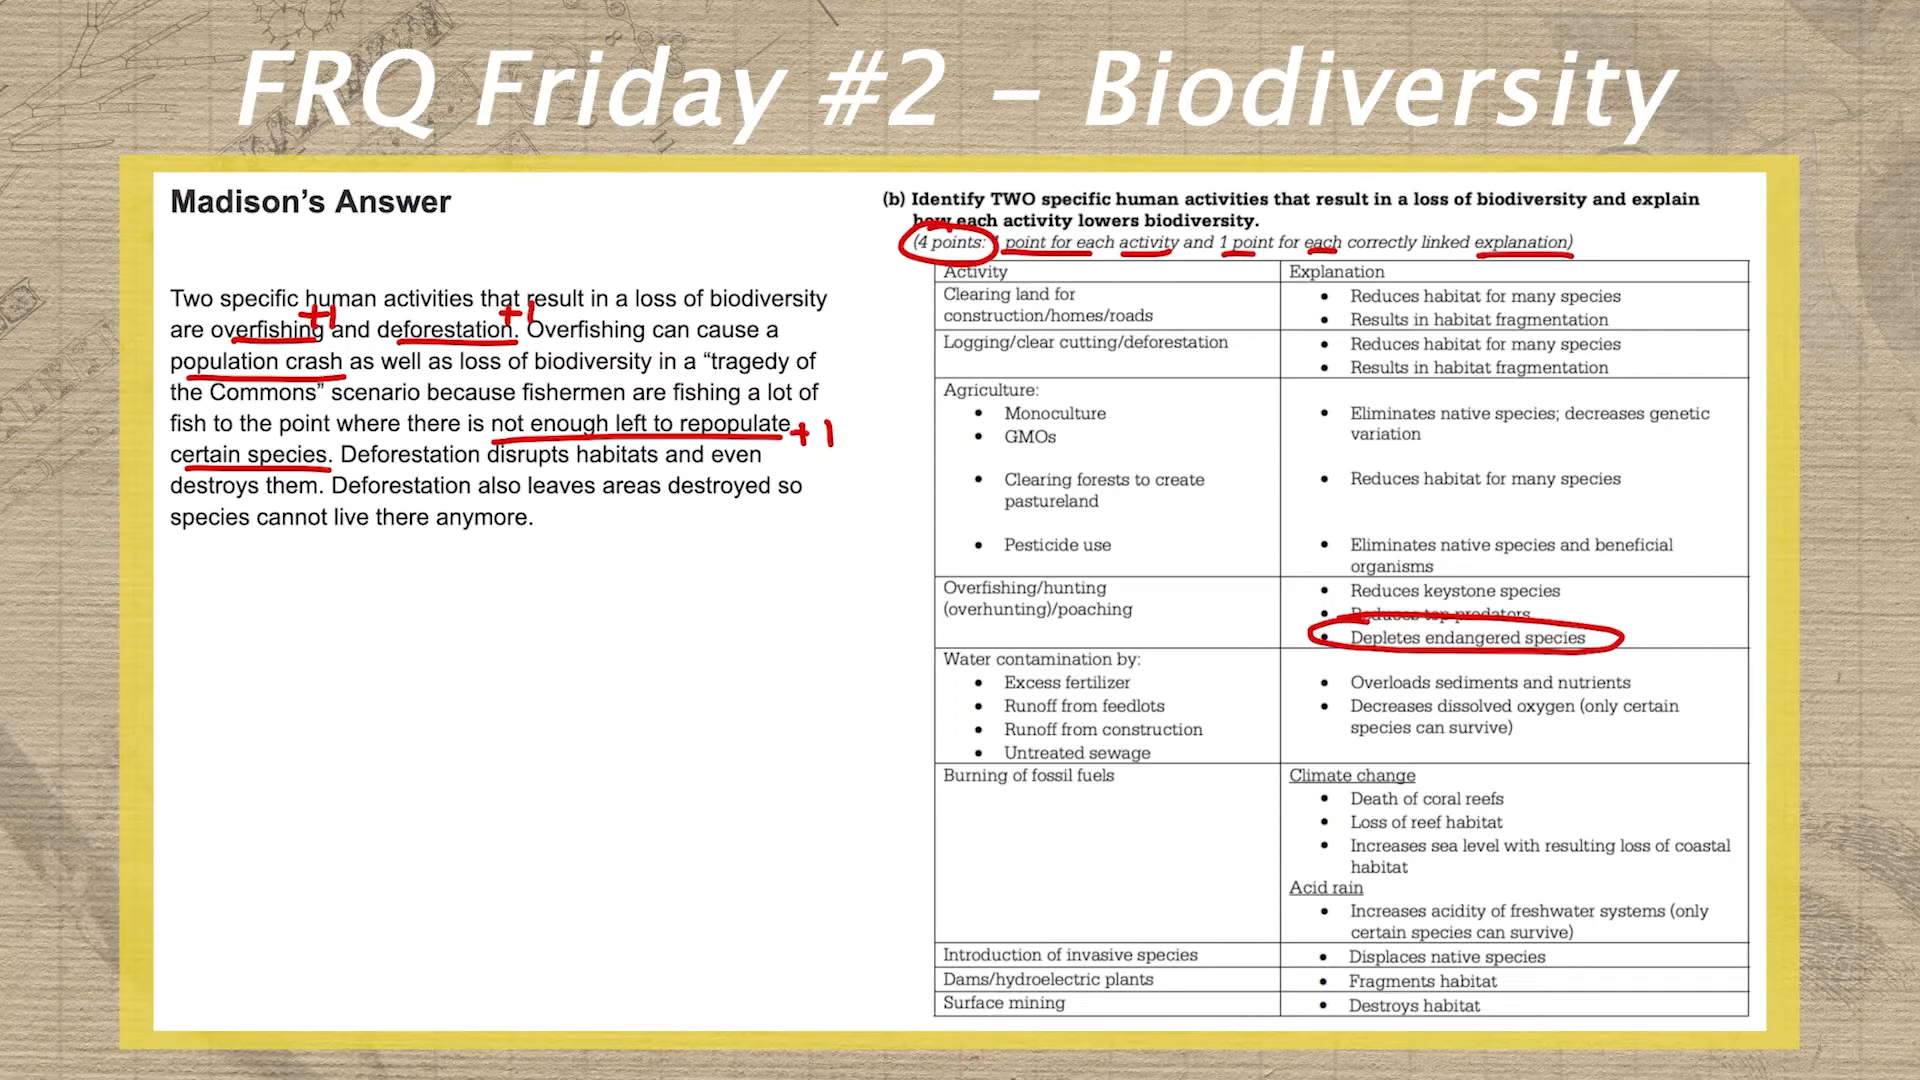 FRQ Friday #2 – Biodiversity
Madison's Answer
Two specific human activities that result in a loss of biodiversity
are overfishing and deforestation. Overfishing can cause a
population crash as well as loss of biodiversity in a “tragedy of
the Commons” scenario because fishermen are fishing a lot of
fish to the point where there is not enough left to repopulate
certain species. Deforestation disrupts habitats and even
destroys them. Deforestation also leaves areas destroyed so
species cannot live there anymore.
+1
+1
+1
(b) Identify TWO specific human activities that result in a loss of biodiversity and explain
how each activity lowers biodiversity.
(4 points: 1 point for each activity and 1 point for each correctly linked explanation)
Activity
Explanation
Clearing land for
construction/homes/roads
• Reduces habitat for many species
• Results in habitat fragmentation
Logging/clear cutting/deforestation
• Reduces habitat for many species
• Results in habitat fragmentation
Agriculture:
• Monoculture
• GMOs
• Eliminates native species; decreases genetic
variation
• Clearing forests to create
pastureland
• Reduces habitat for many species
• Pesticide use
• Eliminates native species and beneficial
organisms
Overfishing/hunting
(overhunting)/poaching
• Reduces keystone species
• Reduces top predators
• Depletes endangered species
Water contamination by:
• Excess fertilizer
• Runoff from feedlots
• Runoff from construction
• Untreated sewage
• Overloads sediments and nutrients
• Decreases dissolved oxygen (only certain
species can survive)
Burning of fossil fuels
Climate change
• Death of coral reefs
• Loss of reef habitat
• Increases sea level with resulting loss of coastal
habitat
Acid rain
• Increases acidity of freshwater systems (only
certain species can survive)
Introduction of invasive species
• Displaces native species
Dams/hydroelectric plants
• Fragments habitat
Surface mining
• Destroys habitat